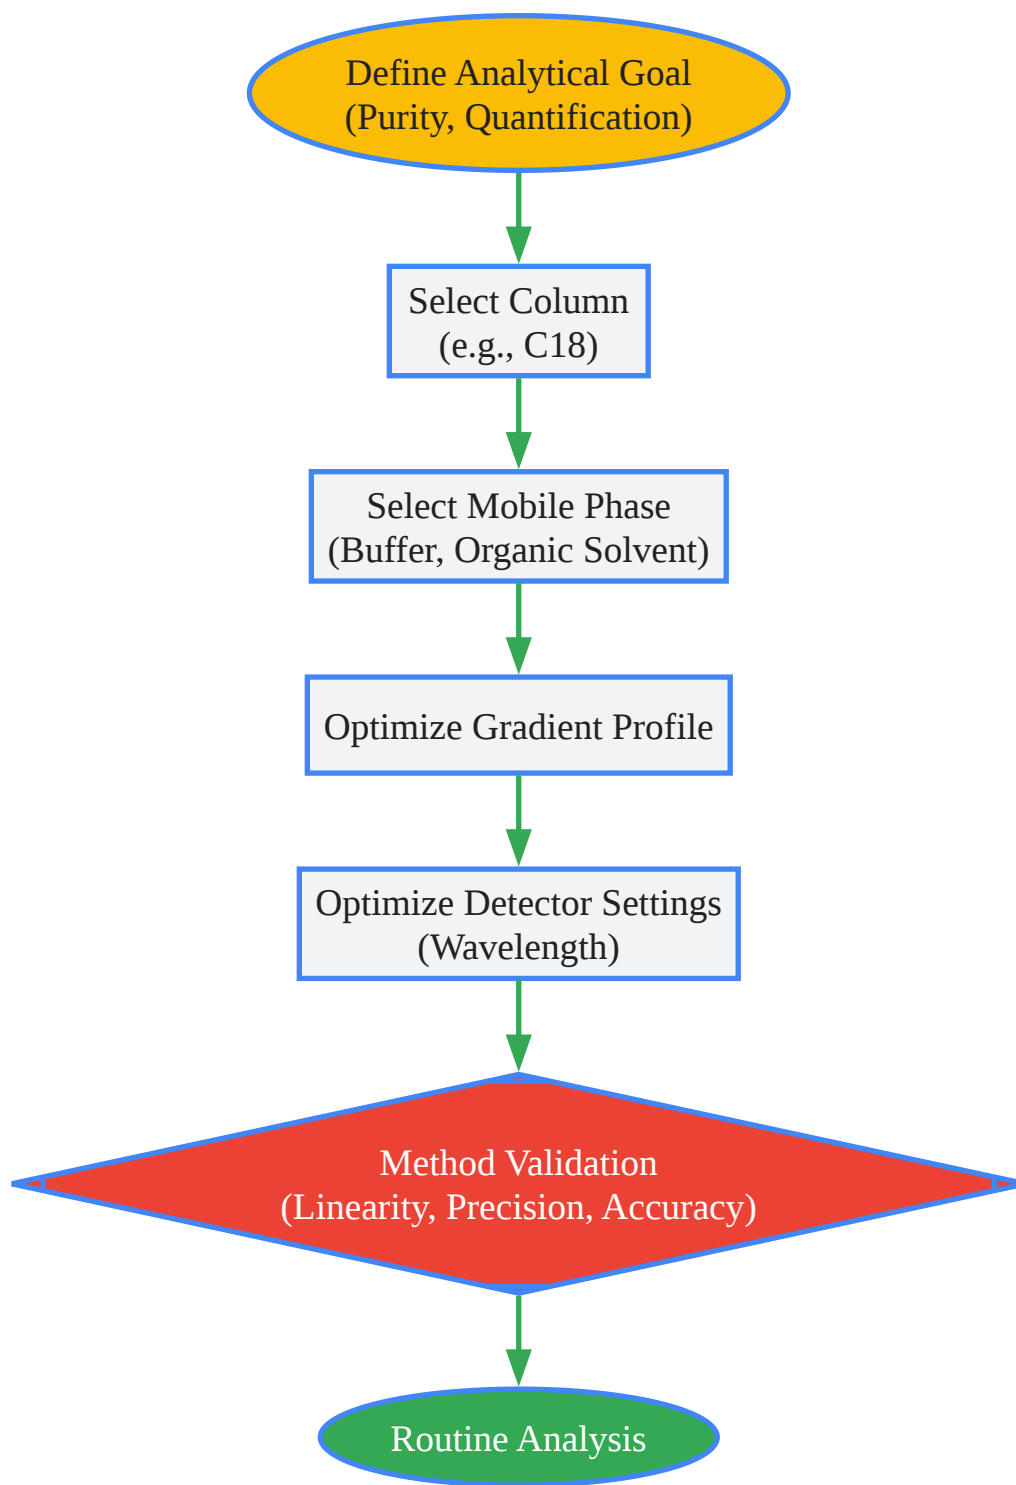 Define Analytical Goal
(Purity, Quantification)
Select Column
(e.g., C18)
Select Mobile Phase
(Buffer, Organic Solvent)
Optimize Gradient Profile
Optimize Detector Settings
(Wavelength)
Method Validation
(Linearity, Precision, Accuracy)
Routine Analysis